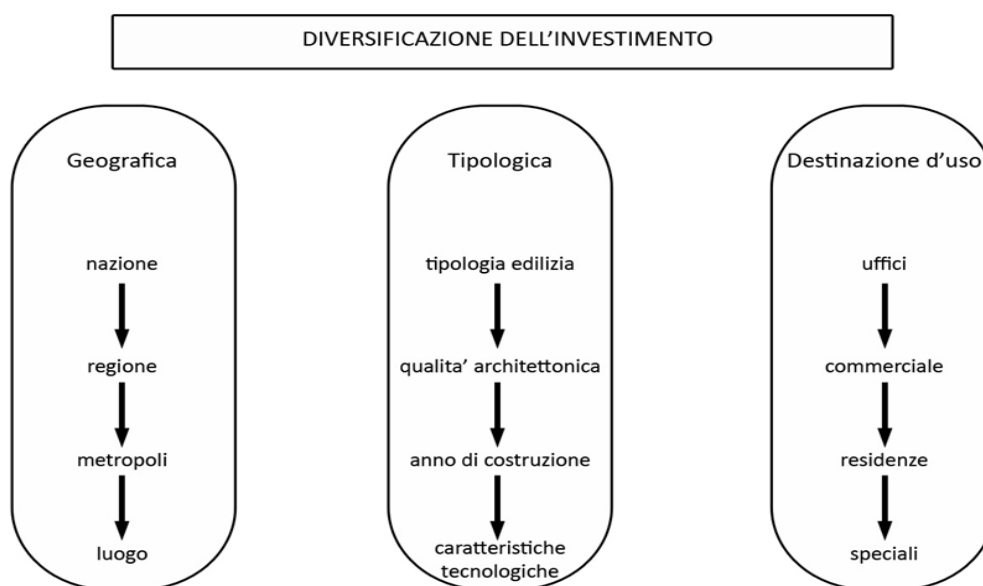 DIVERSIFICAZIONE DELL’INVESTIMENTO
Geografica
nazione
regione
metropoli
luogo
Tipologica
tipologia edilizia
qualita’ architettonica
anno di costruzione
caratteristiche
tecnologiche
Destinazione d’uso
uffici
commerciale
residenze
speciali